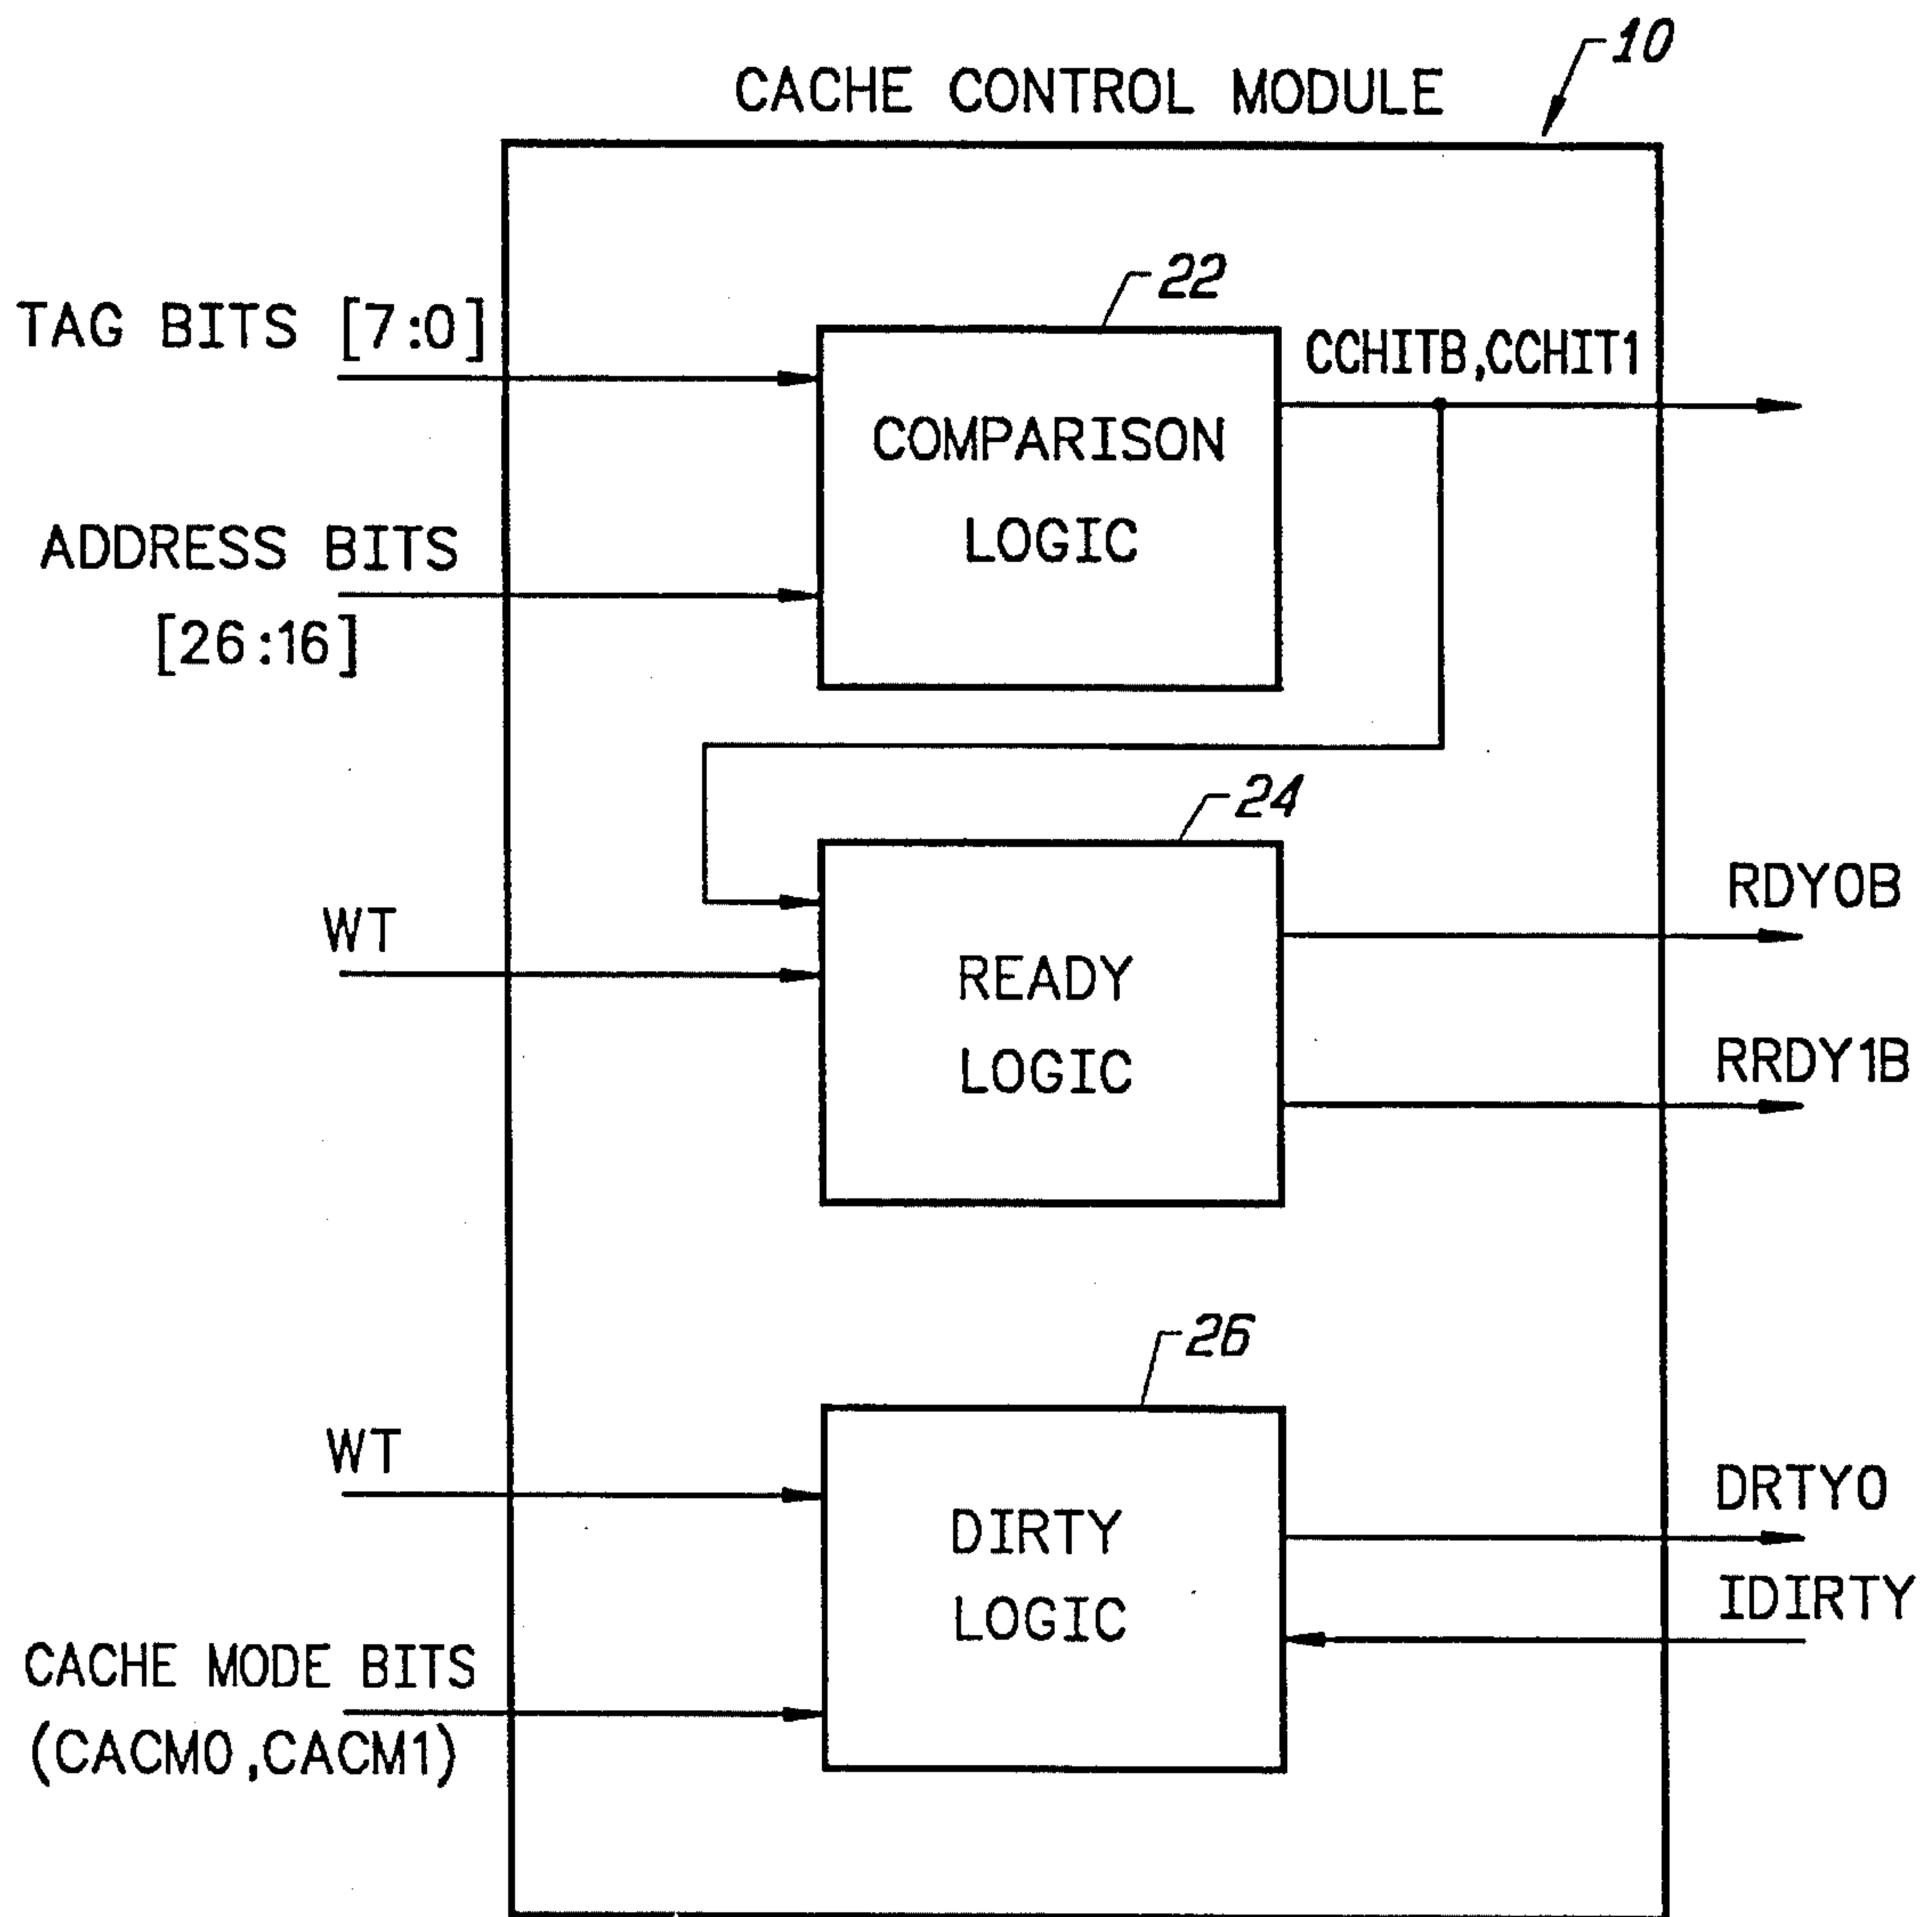 10
CACHE CONTROL MODULE
22
TAG BITS [7:0]
CCHITB,CCHIT1
COMPARISON
LOGIC
ADDRESS BITS
[26:16]
24
RDY0B
WT
READY
LOGIC
RRDY1B
26
WT
DRTY0
DIRTY
LOGIC
IDIRTY
CACHE MODE BITS
(CACM0,CACM1)